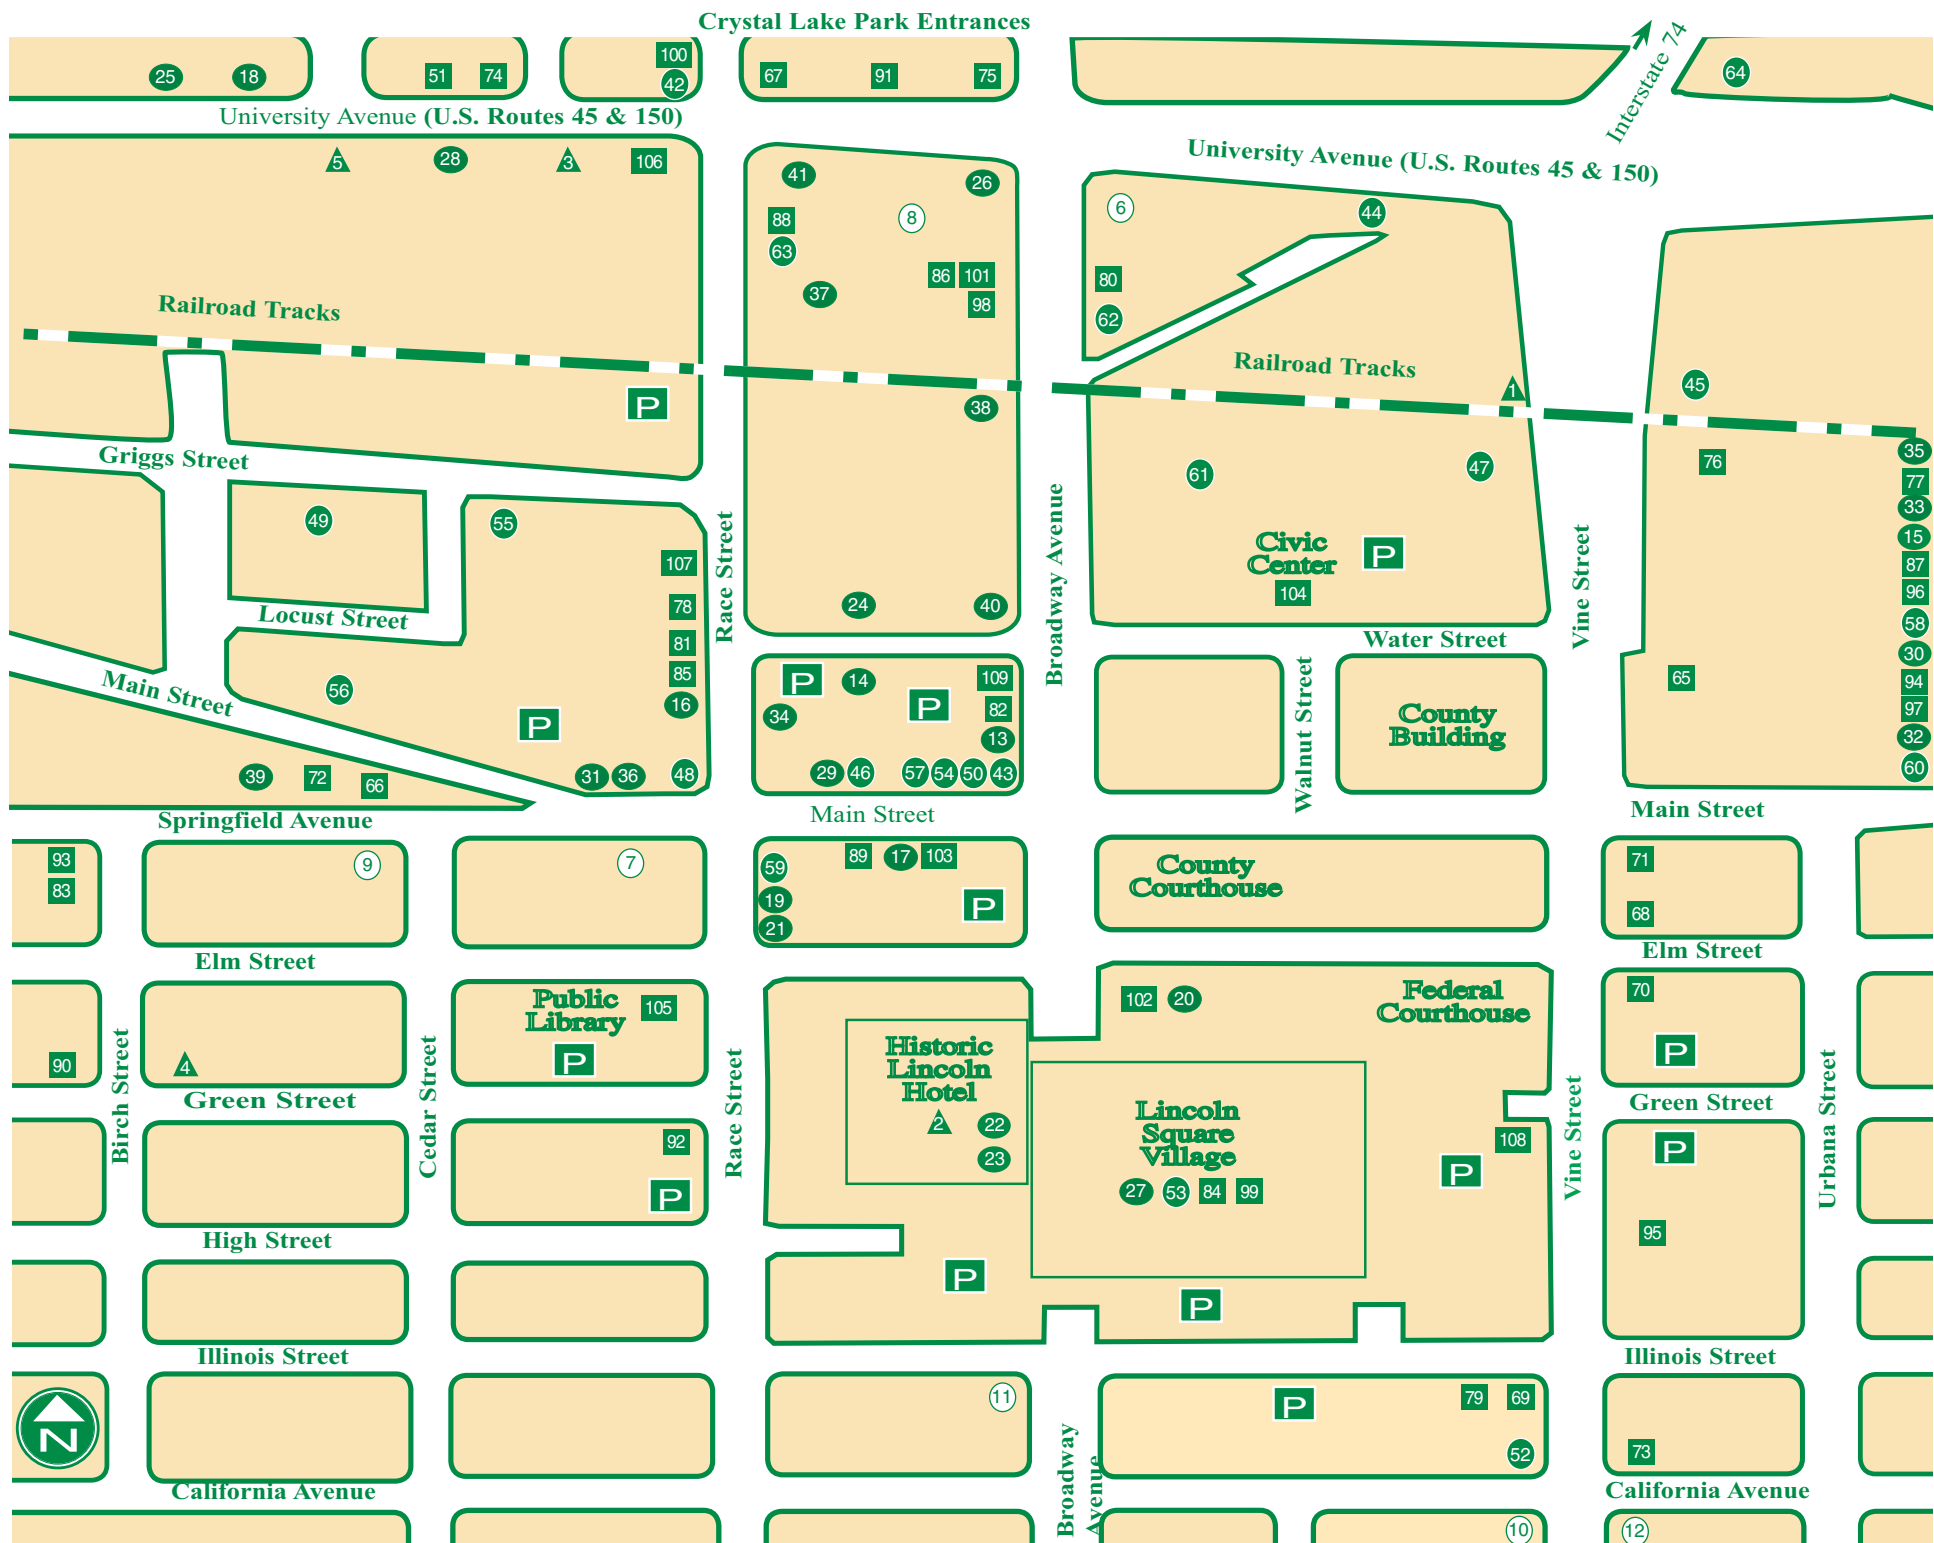 Crystal Lake Park Entrances
Interstate 74
100
25
18
51
74
42
67
91
75
64
University Avenue (U.S. Routes 45 & 150)
University Avenue (U.S. Routes 45 & 150)
5
28
3
106
41
26
88
8
63
86
101
37
98
6
44
80
62
Railroad Tracks
Railroad Tracks
1
45
P
38
Griggs Street
61
47
76
35
77
33
15
87
96
58
30
94
97
32
60
49
55
107
78
81
85
16
Race Street
Broadway Avenue
Civic
Center
P
104
Vine Street
24
40
Locust Street
Water Street
Main Street
56
P
31
36
48
P
14
109
34
P
82
13
29
46
57
54
50
43
Walnut Street
County
Building
65
39
72
66
Springfield Avenue
Main Street
Main Street
93
83
9
7
59
19
21
89
17
103
P
County
Courthouse
71
68
Elm Street
Elm Street
90
Birch Street
4
Cedar Street
Public
Library
105
P
Race Street
Historic
Lincoln
Hotel
2
22
23
102
20
Federal
Courthouse
Lincoln
Square
Village
27
53
84
99
P
108
Vine Street
70
P
Urbana Street
Green Street
Green Street
92
P
P
95
High Street
P
P
Illinois Street
Illinois Street
N
11
Broadway
Avenue
P
79
69
52
73
California Avenue
California Avenue
10
12